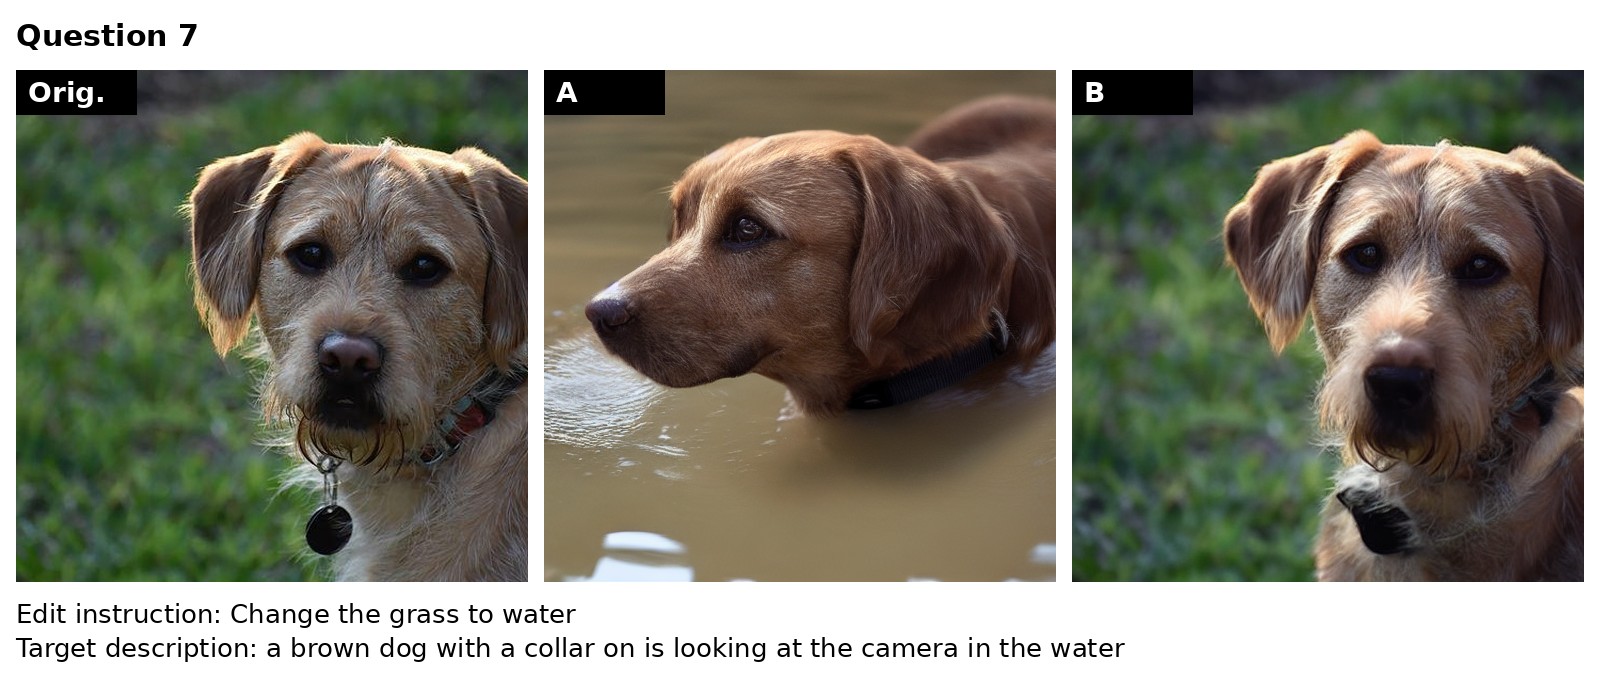 Question 7
Orig.
A
B
Edit instruction: Change the grass to water
Target description: a brown dog with a collar on is looking at the camera in the water